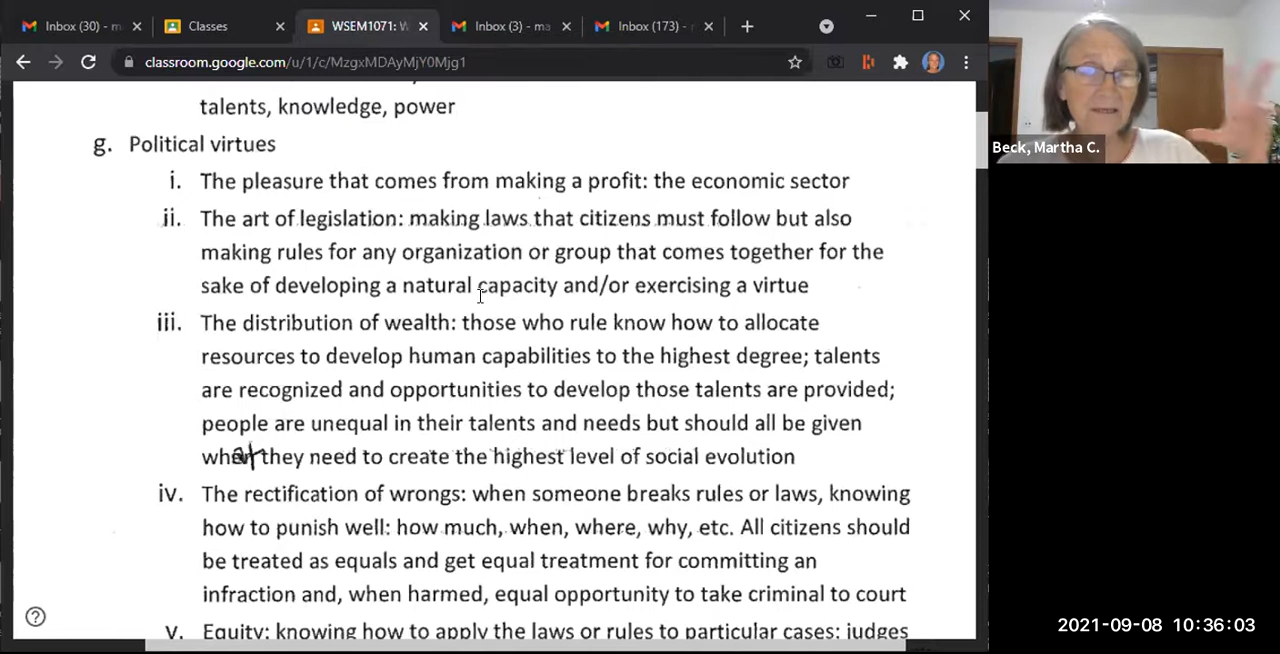 Inbox (30) - m
Classes
WSEM1071: W
Inbox (3) - ma
Inbox (173) - r
classroom.google.com/u/1/c/MzgxMDAyMjY0Mjg1
talents, knowledge, power
g. Political virtues
i. The pleasure that comes from making a profit: the economic sector
ii. The art of legislation: making laws that citizens must follow but also
making rules for any organization or group that comes together for the
sake of developing a natural capacity and/or exercising a virtue
iii. The distribution of wealth: those who rule know how to allocate
resources to develop human capabilities to the highest degree; talents
are recognized and opportunities to develop those talents are provided;
people are unequal in their talents and needs but should all be given
what they need to create the highest level of social evolution
iv. The rectification of wrongs: when someone breaks rules or laws, knowing
how to punish well: how much, when, where, why, etc. All citizens should
be treated as equals and get equal treatment for committing an
infraction and, when harmed, equal opportunity to take criminal to court
v. Equity: knowing how to apply the laws or rules to particular cases: judges
Beck, Martha C.
2021-09-08 10:36:03